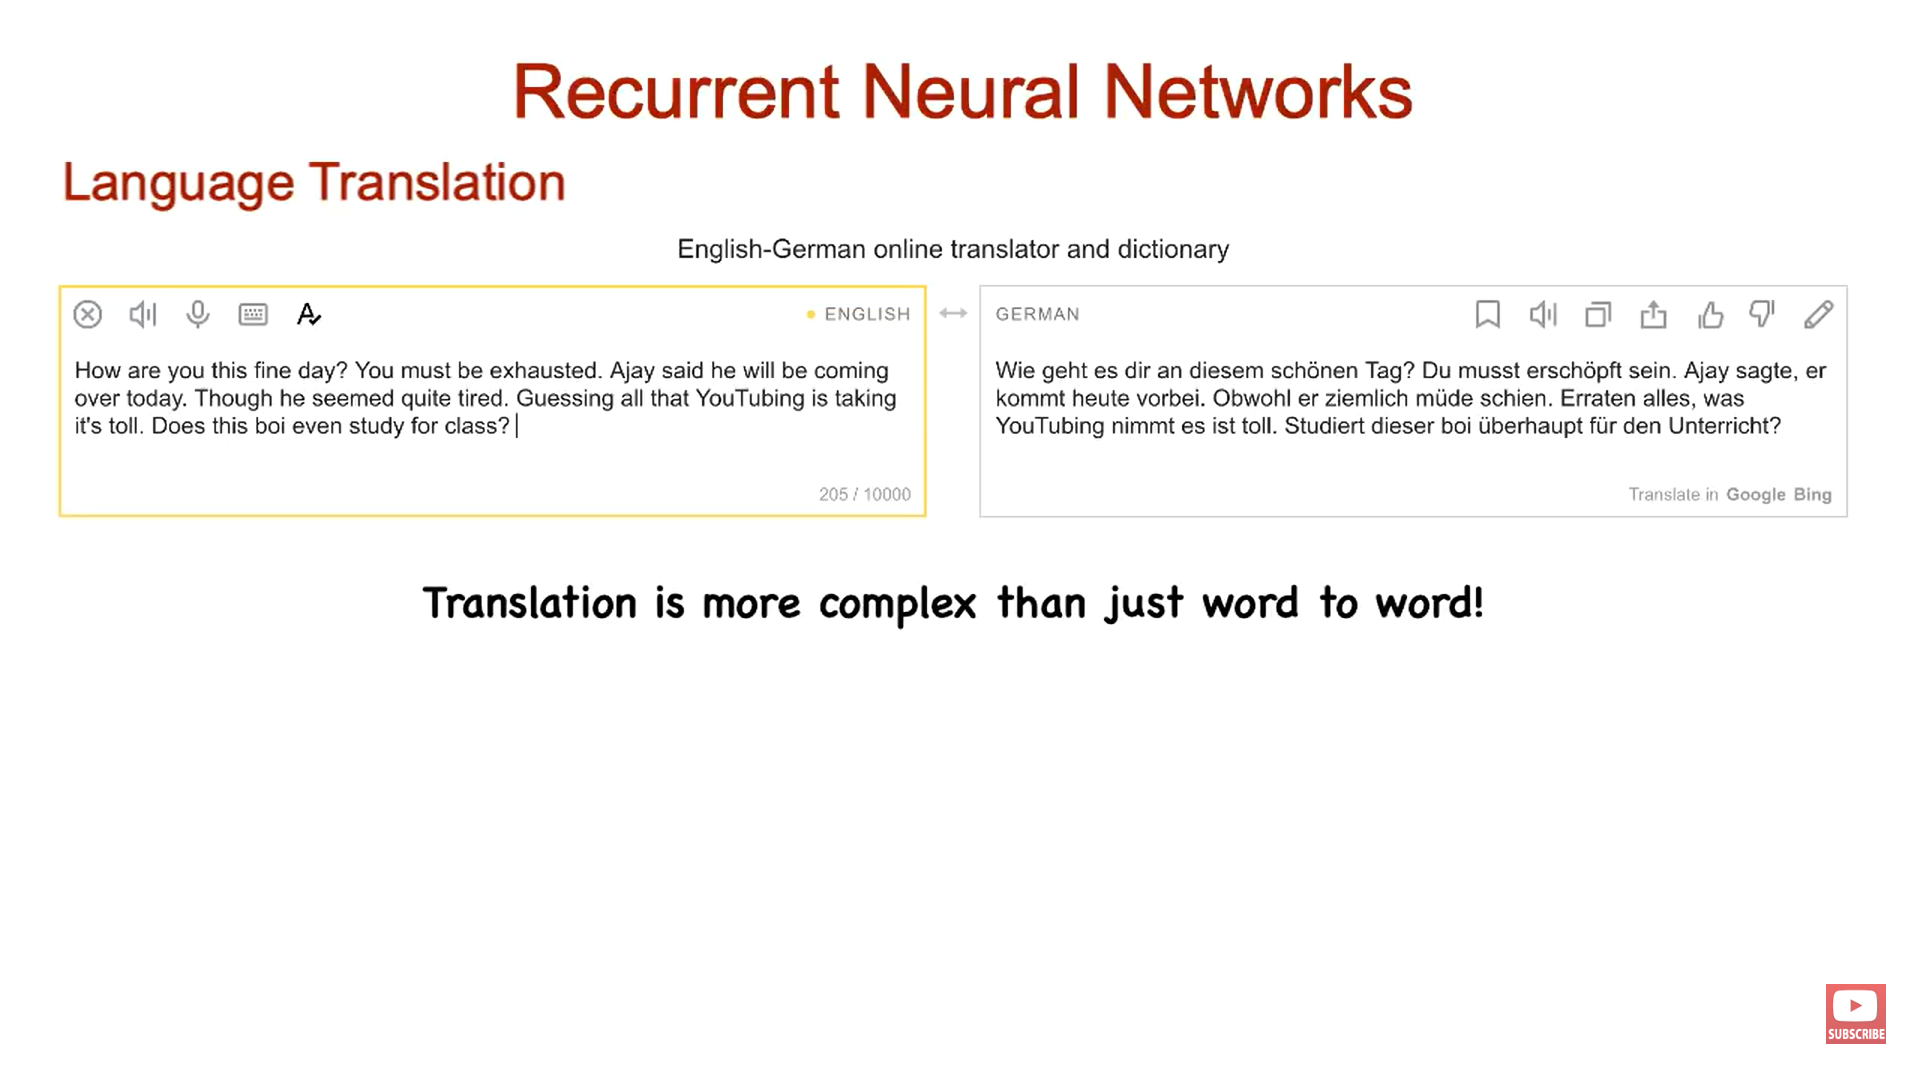 Recurrent Neural Networks
Language Translation
English-German online translator and dictionary
ENGLISH
How are you this fine day? You must be exhausted. Ajay said he will be coming
over today. Though he seemed quite tired. Guessing all that YouTubing is taking
it's toll. Does this boi even study for class?
205 / 10000
GERMAN
Wie geht es dir an diesem schönen Tag? Du musst erschöpft sein. Ajay sagte, er
kommt heute vorbei. Obwohl er ziemlich müde schien. Erraten alles, was
YouTubing nimmt es ist toll. Studiert dieser boi überhaupt für den Unterricht?
Translate in Google Bing
Translation is more complex than just word to word!
SUBSCRIBE